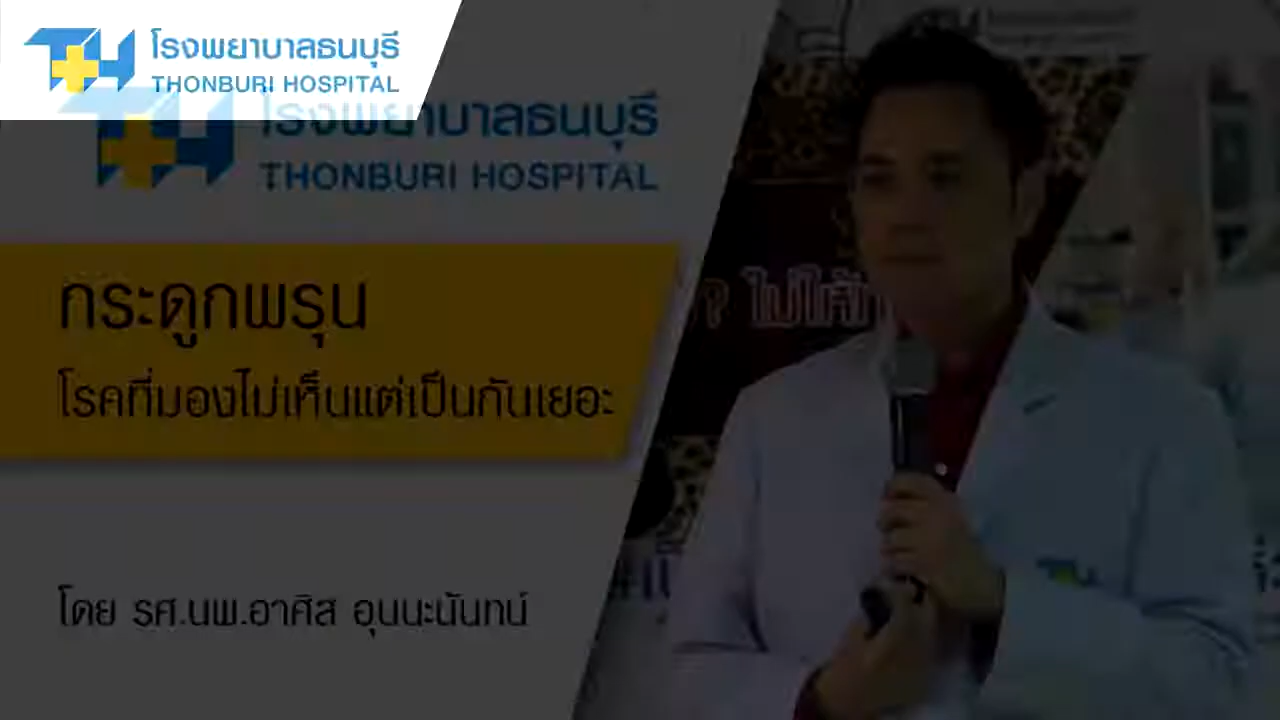 โรงพยาบาลธนบุรี
THONBURI HOSPITAL
โรงพยาบาลธนบุรี
THONBURI HOSPITAL
กระดูกพรุน
โรคที่มองไม่เห็นแต่เป็นกันเยอะ
โดย รศ.นพ.อาศิส อุนนะนันทน์